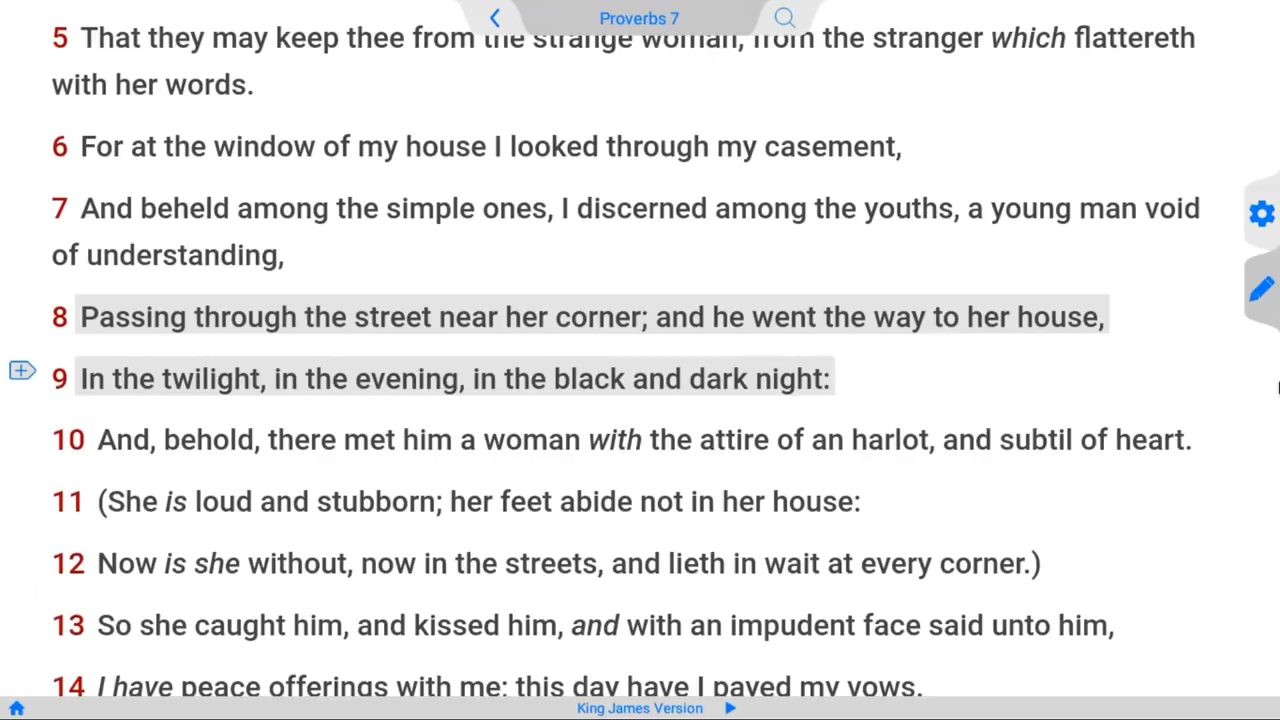 Proverbs 7
5 That they may keep thee from the strange woman, from the stranger which flattereth
with her words.
6 For at the window of my house I looked through my casement,
7 And beheld among the simple ones, I discerned among the youths, a young man void
of understanding,
8 Passing through the street near her corner; and he went the way to her house,
9 In the twilight, in the evening, in the black and dark night:
10 And, behold, there met him a woman with the attire of an harlot, and subtil of heart.
11 (She is loud and stubborn; her feet abide not in her house:
12 Now is she without, now in the streets, and lieth in wait at every corner.)
13 So she caught him, and kissed him, and with an impudent face said unto him,
14 I have peace offerings with me; this day have I payed my vows.
King James Version